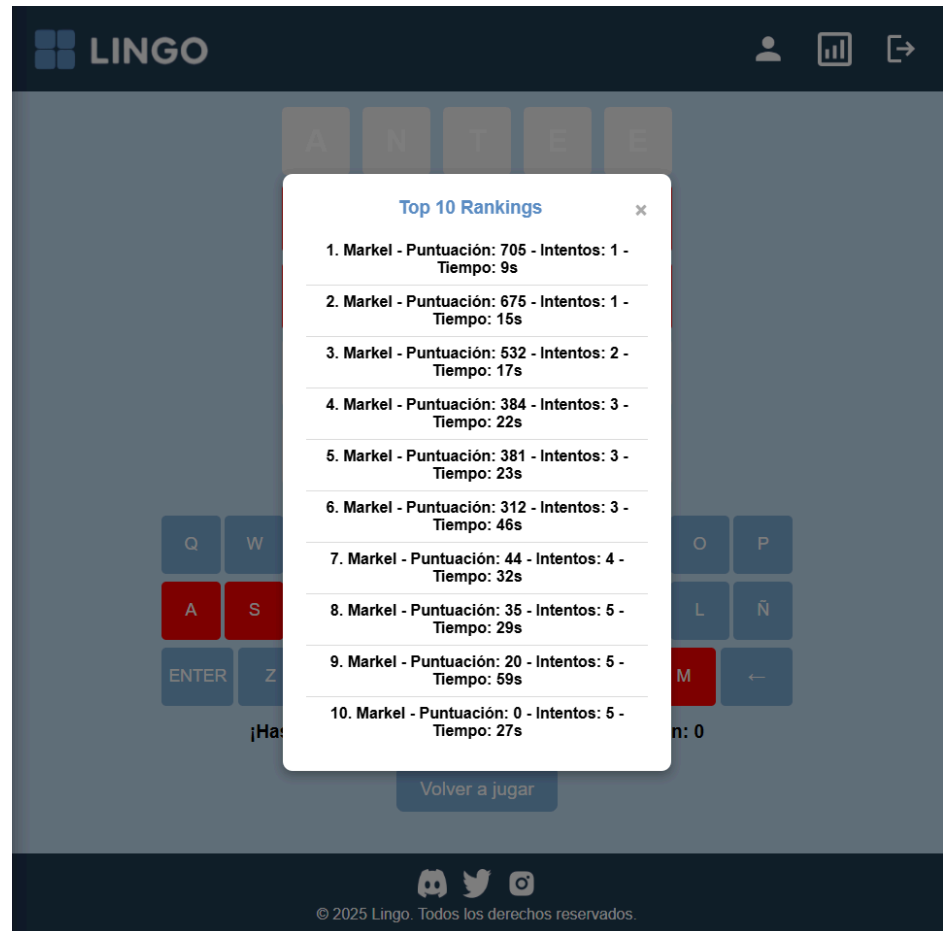 LINGO
A N T E E
Top 10 Rankings ×
1. Markel - Puntuación: 705 - Intentos: 1 -
Tiempo: 9s
2. Markel - Puntuación: 675 - Intentos: 1 -
Tiempo: 15s
3. Markel - Puntuación: 532 - Intentos: 2 -
Tiempo: 17s
4. Markel - Puntuación: 384 - Intentos: 3 -
Tiempo: 22s
5. Markel - Puntuación: 381 - Intentos: 3 -
Tiempo: 23s
6. Markel - Puntuación: 312 - Intentos: 3 -
Tiempo: 46s
7. Markel - Puntuación: 44 - Intentos: 4 -
Tiempo: 32s
8. Markel - Puntuación: 35 - Intentos: 5 -
Tiempo: 29s
9. Markel - Puntuación: 20 - Intentos: 5 -
Tiempo: 59s
10. Markel - Puntuación: 0 - Intentos: 5 -
Tiempo: 27s
Q W O P
A S L Ñ
ENTER Z M ←
n: 0
Volver a jugar
© 2025 Lingo. Todos los derechos reservados.